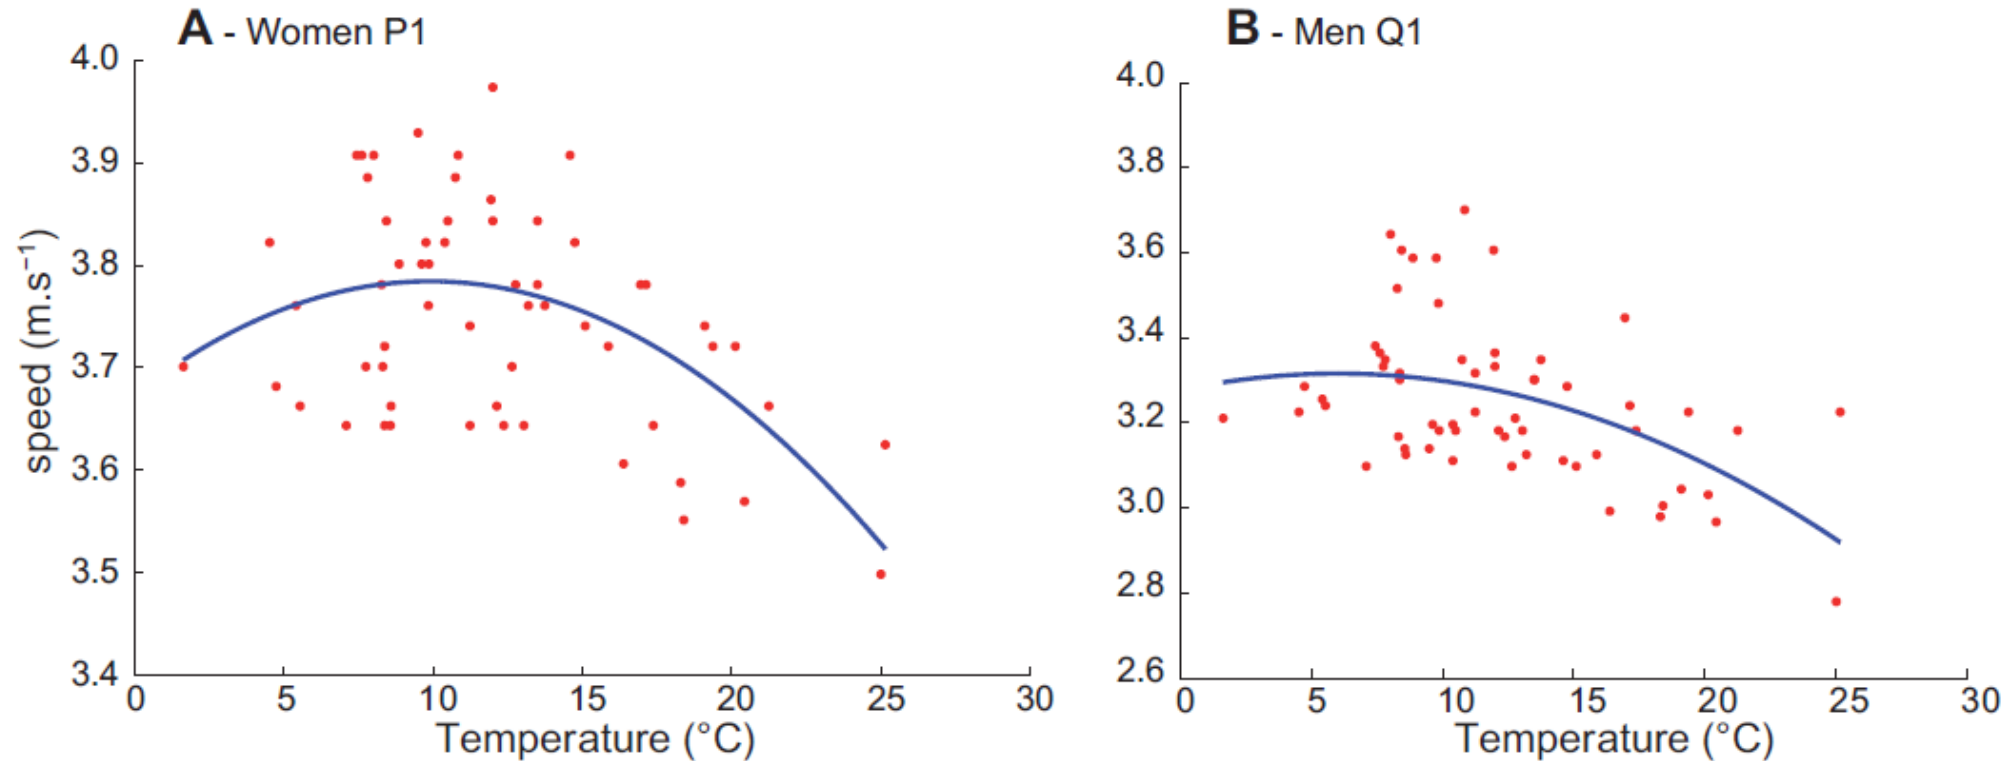 A - Women P1
4.0
3.9
3.8
3.7
3.6
3.5
3.4
speed (m.s⁻¹)
0 5 10 15 20 25 30
Temperature (°C)
B - Men Q1
4.0
3.8
3.6
3.4
3.2
3.0
2.8
2.6
0 5 10 15 20 25 30
Temperature (°C)